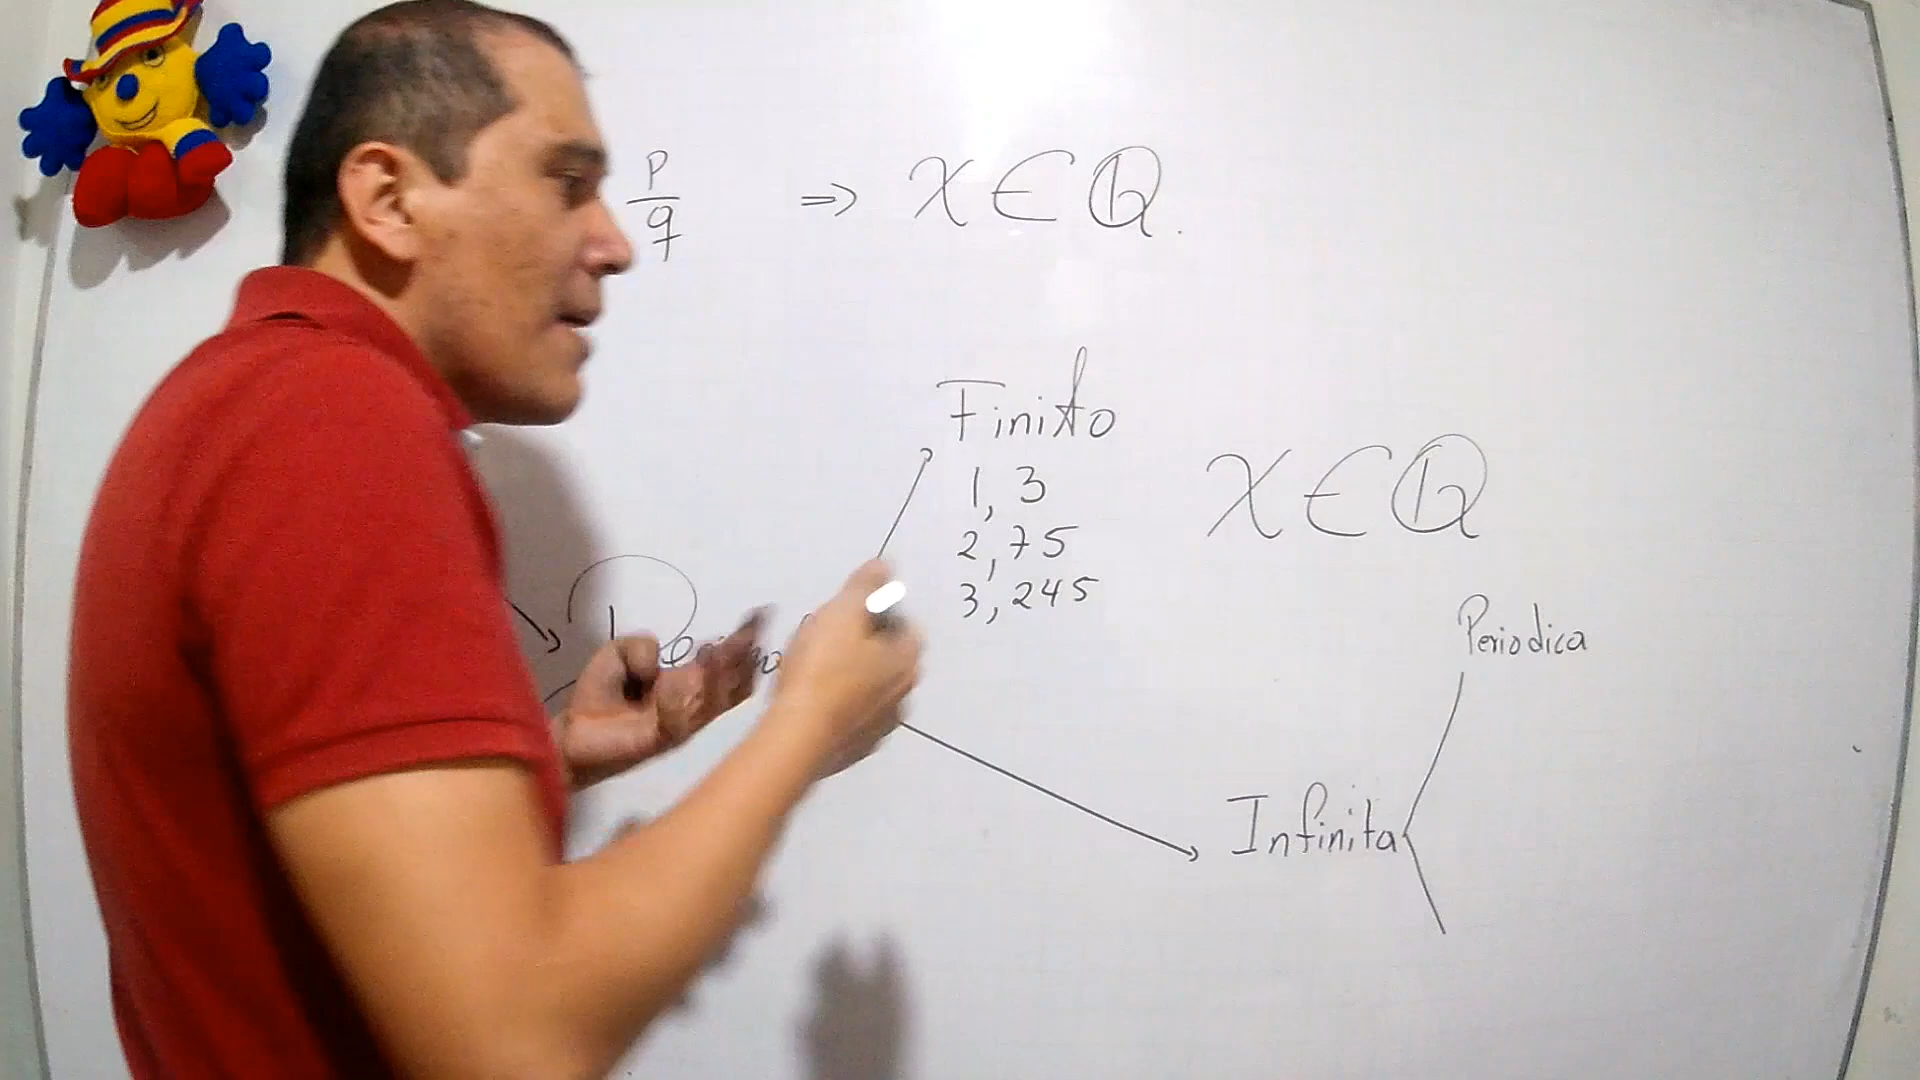 p/q ⇒ x ∈ ℚ.
Finito
1,3
x ∈ ℚ
2,75
3,245
Periodica
Infinita